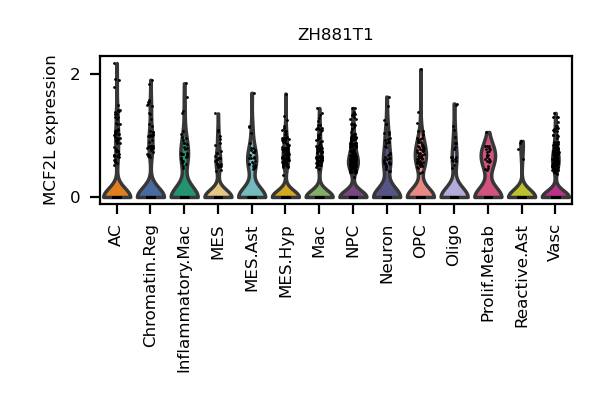 ZH881T1
MCF2L expression
2
0
AC
Chromatin.Reg
Inflammatory.Mac
MES
MES.Ast
MES.Hyp
Mac
NPC
Neuron
OPC
Oligo
Prolif.Metab
Reactive.Ast
Vasc